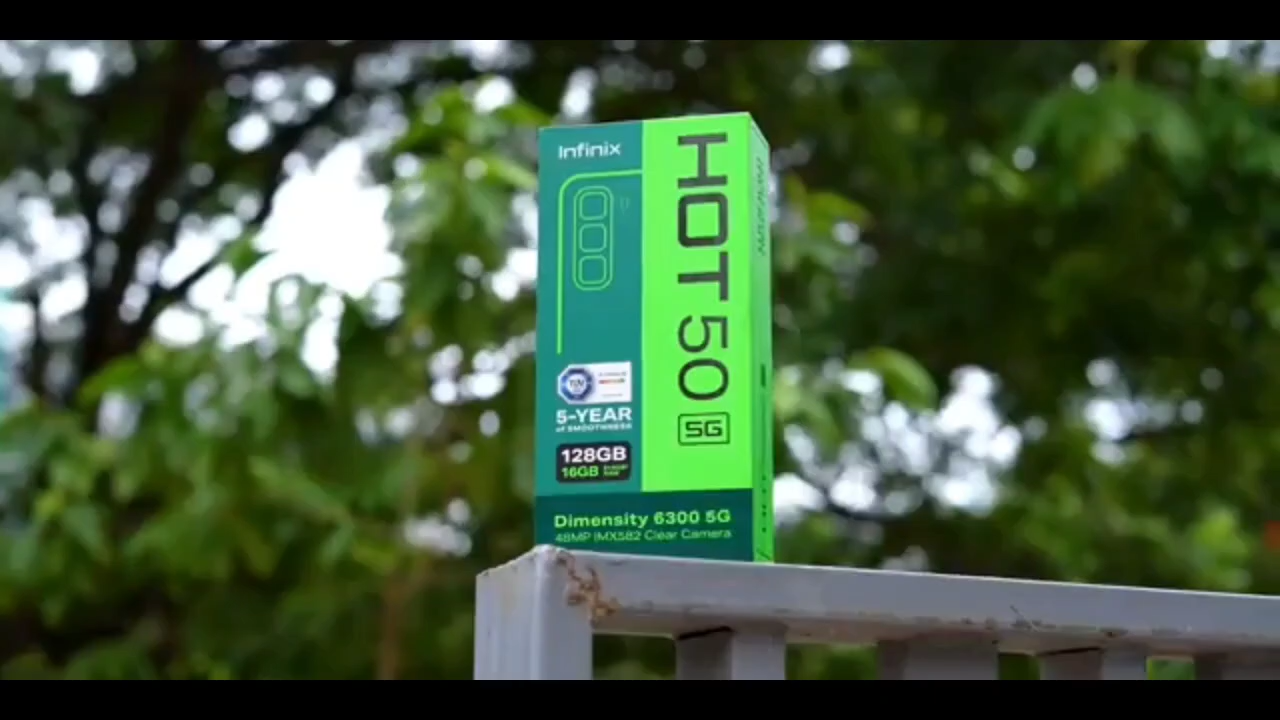 Infinix
HOT 50
5G
5-YEAR
of SMOOTHNESS
128GB
16GB
Dimensity 6300 5G
48MP IMX582 Clear Camera